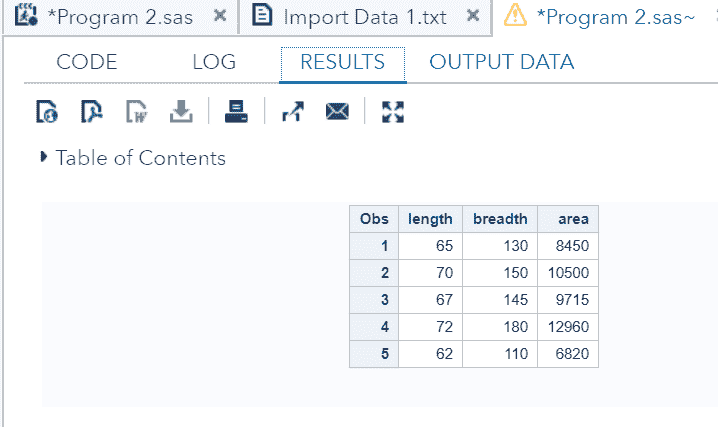 *Program 2.sas × Import Data 1.txt × *Program 2.sas~
CODE LOG RESULTS OUTPUT DATA
Table of Contents
Obs length breadth area
1 65 130 8450
2 70 150 10500
3 67 145 9715
4 72 180 12960
5 62 110 6820